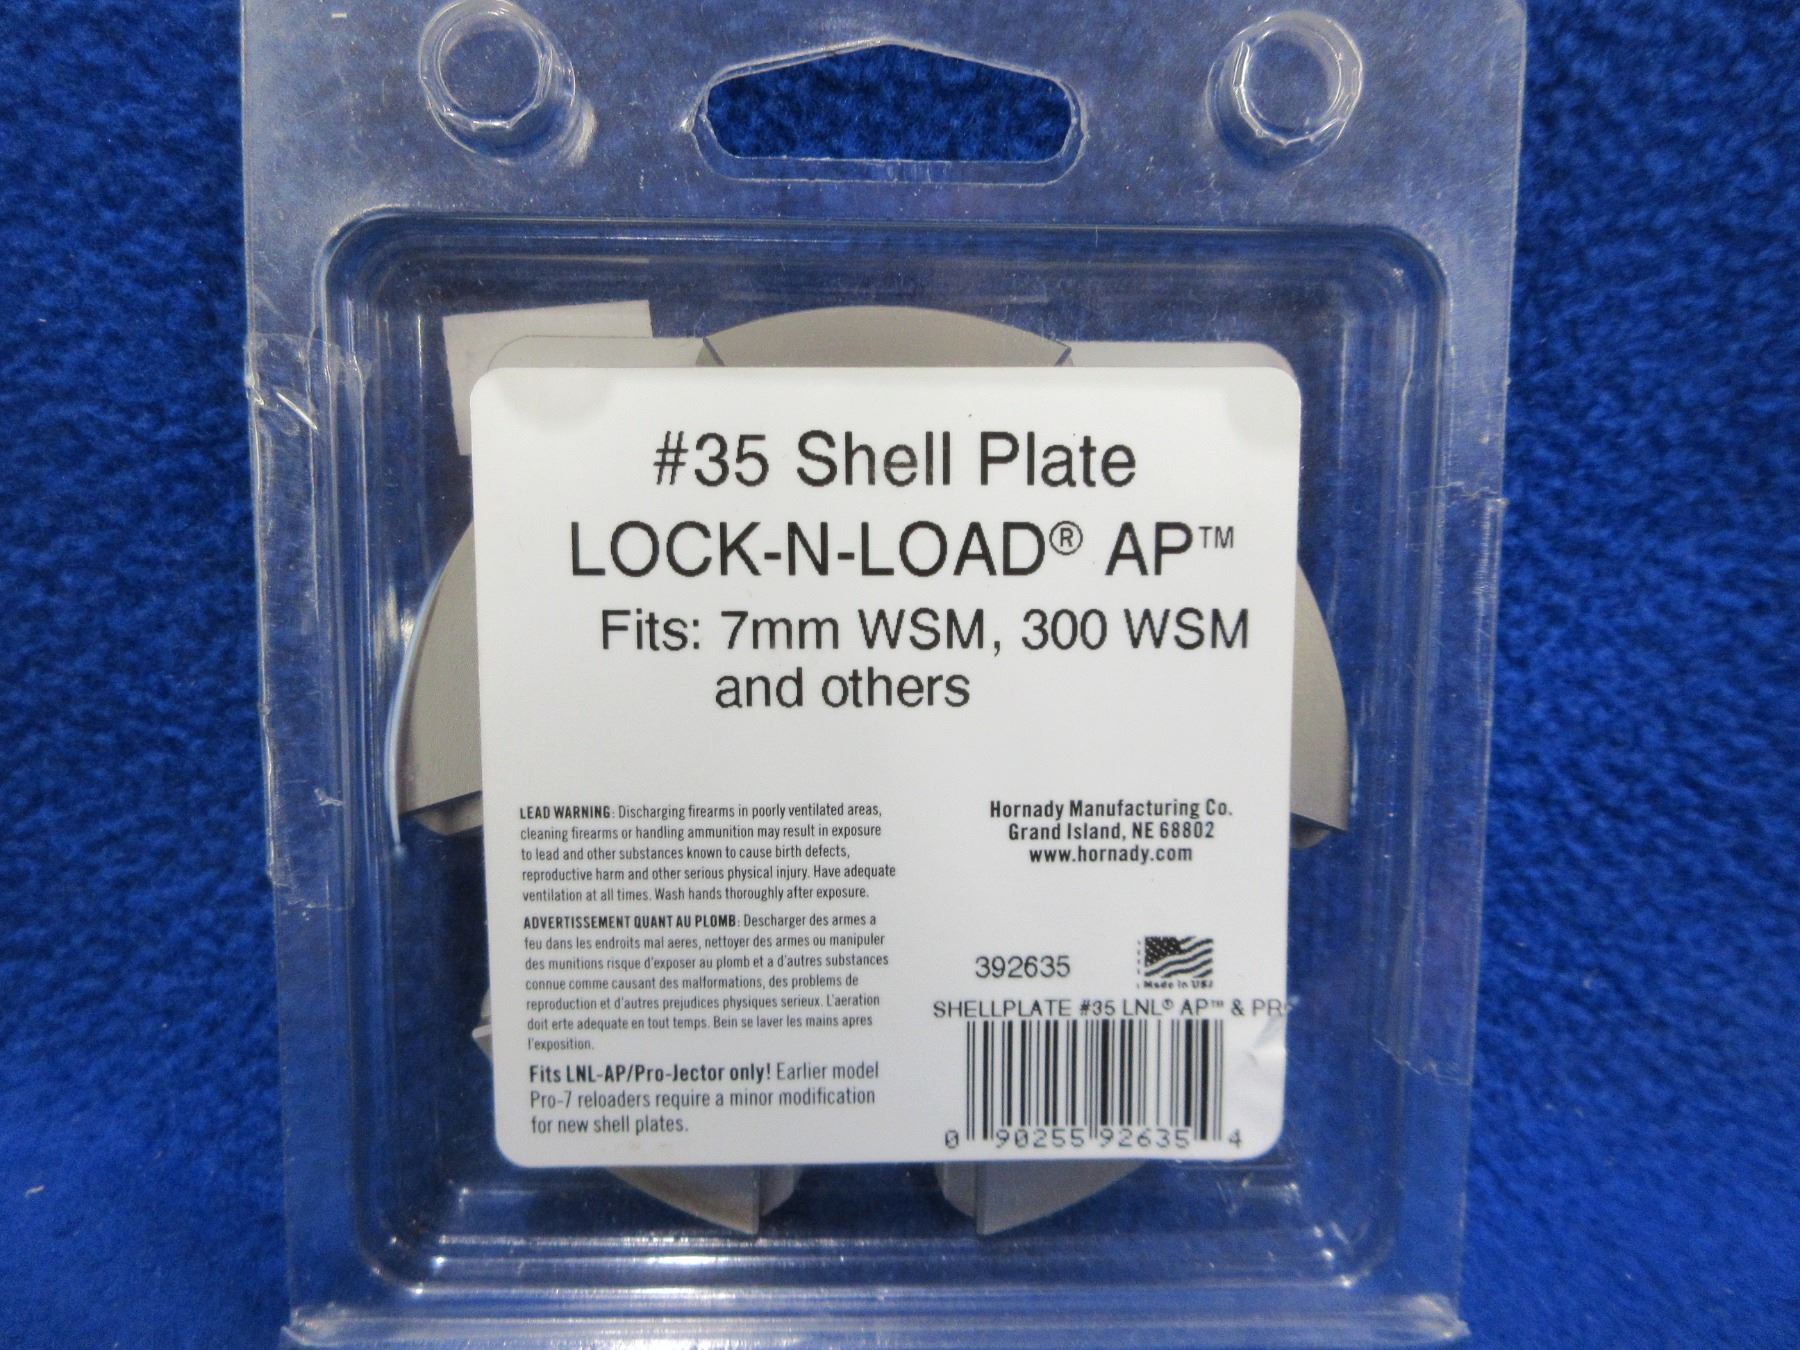 #35 Shell Plate
LOCK-N-LOAD® AP™
Fits: 7mm WSM, 300 WSM
and others
LEAD WARNING: Discharging firearms in poorly ventilated areas,
cleaning firearms or handling ammunition may result in exposure
to lead and other substances known to cause birth defects,
reproductive harm and other serious physical injury. Have adequate
ventilation at all times. Wash hands thoroughly after exposure.
ADVERTISSEMENT QUANT AU PLOMB: Descharger des armes a
feu dans les endroits mal aeres, nettoyer des armes ou manipuler
des munitions risque d'exposer au plomb et a d'autres substances
connue comme causant des malformations, des problems de
reproduction et d'autres prejudices physiques serieux. L'aeration
doit erte adequate en tout temps. Bein se laver les mains apres
l'exposition.
Fits LNL-AP/Pro-Jector only! Earlier model
Pro-7 reloaders require a minor modification
for new shell plates.
Hornady Manufacturing Co.
Grand Island, NE 68802
www.hornady.com
392635
Made in USA
SHELLPLATE #35 LNL® AP™ & PR
0 90255 92635 4